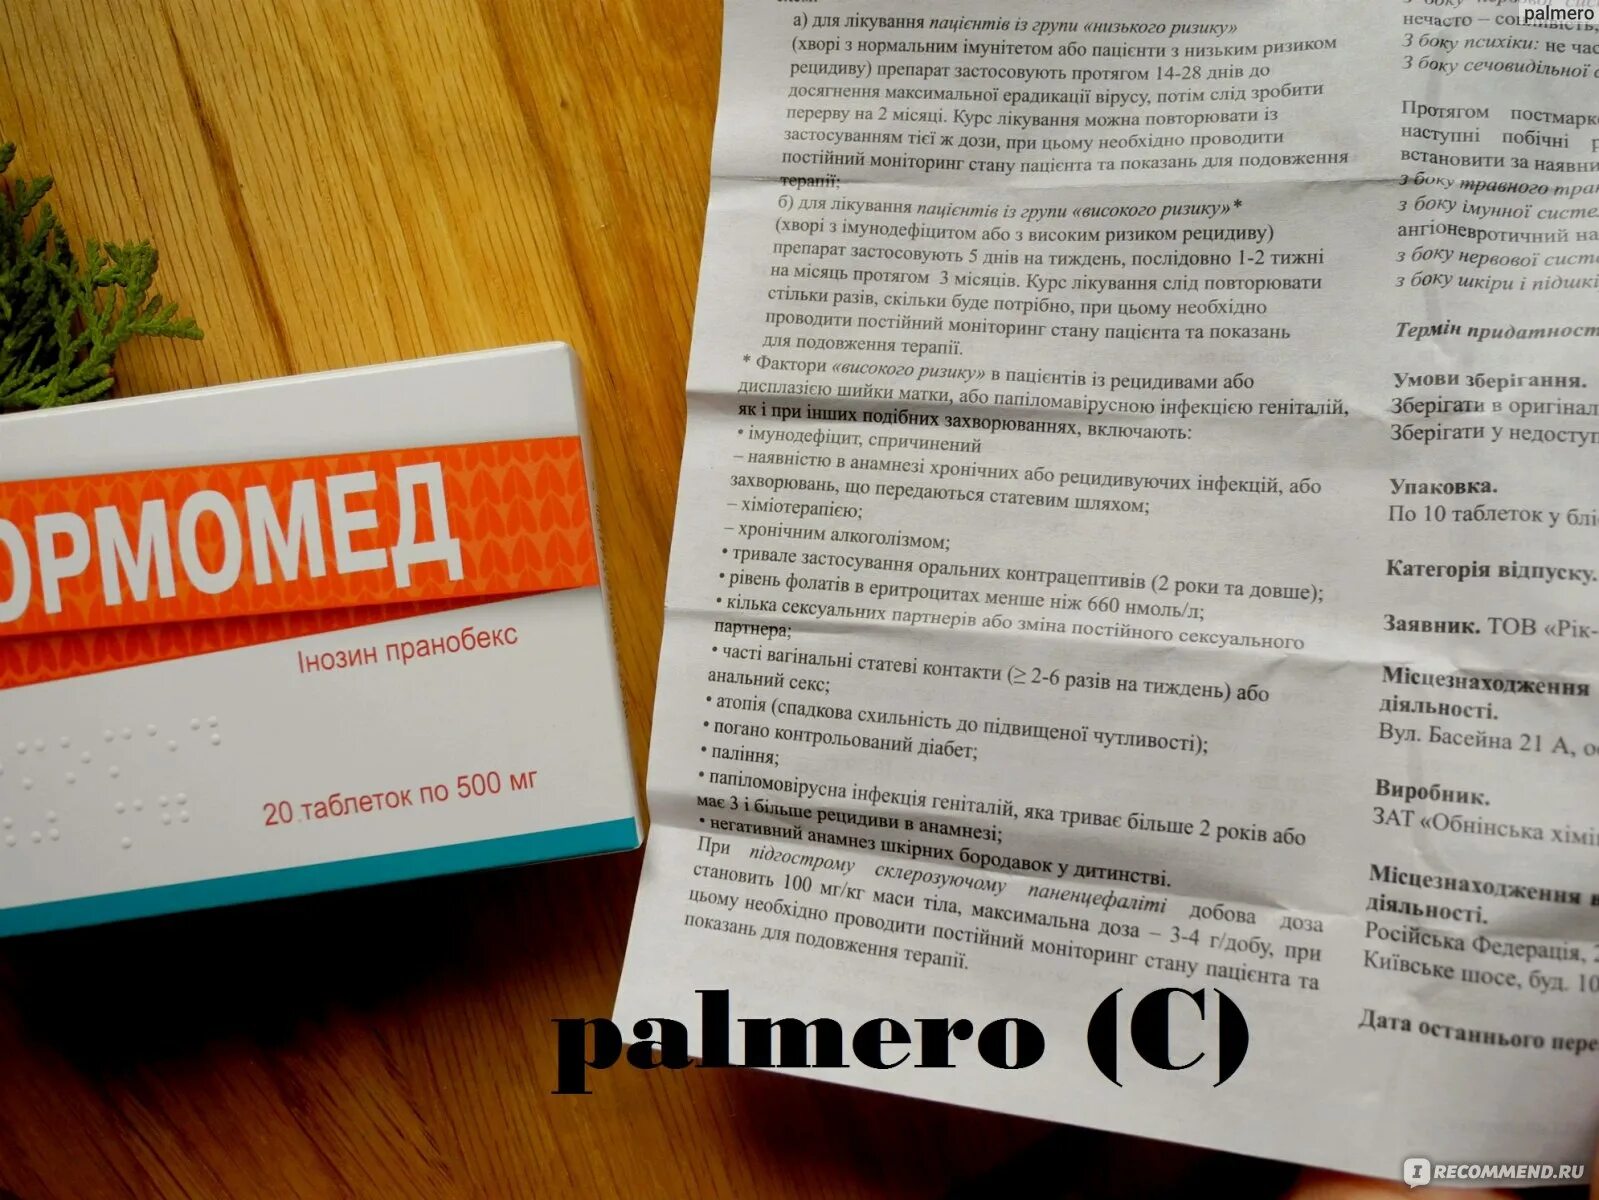 palmero
ОРМОМЕД
Інозин пранобекс
20 таблеток по 500 мг
а) для лікування пацієнтів із групи «низького ризику»
(хворі з нормальним імунітетом або пацієнти з низьким ризиком
рецидиву) препарат застосовують протягом 14-28 днів до
досягнення максимальної ерадикації вірусу, потім слід зробити
перерву на 2 місяці. Курс лікування можна повторювати із
застосуванням тієї ж дози, при цьому необхідно проводити
постійний моніторинг стану пацієнта та показань для подовження
терапії;
б) для лікування пацієнтів із групи «високого ризику»*
(хворі з імунодефіцитом або з високим ризиком рецидиву)
препарат застосовують 5 днів на тиждень, послідовно 1-2 тижні
на місяць протягом 3 місяців. Курс лікування слід повторювати
стільки разів, скільки буде потрібно, при цьому необхідно
проводити постійний моніторинг стану пацієнта та показань
для подовження терапії.
* Фактори «високого ризику» в пацієнтів із рецидивами або
дисплазією шийки матки, або папіломавірусною інфекцією геніталій,
як і при інших подібних захворюваннях, включають:
• імунодефіцит, спричинений
– наявністю в анамнезі хронічних або рецидивуючих інфекцій, або
захворювань, що передаються статевим шляхом;
– хіміотерапією;
– хронічним алкоголізмом;
• тривале застосування оральних контрацептивів (2 роки та довше);
• рівень фолатів в еритроцитах менше ніж 660 нмоль/л;
• кілька сексуальних партнерів або зміна постійного сексуального
партнера;
• часті вагінальні статеві контакти (≥ 2-6 разів на тиждень) або
анальний секс;
• атопія (спадкова схильність до підвищеної чутливості);
• погано контрольований діабет;
• паління;
• папіломовірусна інфекція геніталій, яка триває більше 2 років або
має 3 і більше рецидиви в анамнезі;
• негативний анамнез шкірних бородавок у дитинстві.
При підгострому склерозуючому паненцефаліті добова доза
становить 100 мг/кг маси тіла, максимальна доза – 3-4 г/добу, при
цьому необхідно проводити постійний моніторинг стану пацієнта та
показань для подовження терапії.
нечасто –
З боку психіки: не час
З боку сечовидільної
Протягом постмарк
наступні побічні
встановити за наявни
з боку травного тра
з боку імунної систе
ангіоневротичний на
з боку нервової сист
з боку шкіри і підшкі
Термін придатност
Умови зберігання.
Зберігати в оригінал
Зберігати у недоступ
Упаковка.
По 10 таблеток у блі
Категорія відпуску.
Заявник. ТОВ «Рік-
Місцезнаходження
діяльності.
Вул. Басейна 21 А, о
Виробник.
ЗАТ «Обнінська хімі
Місцезнаходження в
діяльності.
Російська Федерація, 2
Київське шосе, буд. 10
Дата останнього пере
palmero (C)
IRECOMMEND.RU